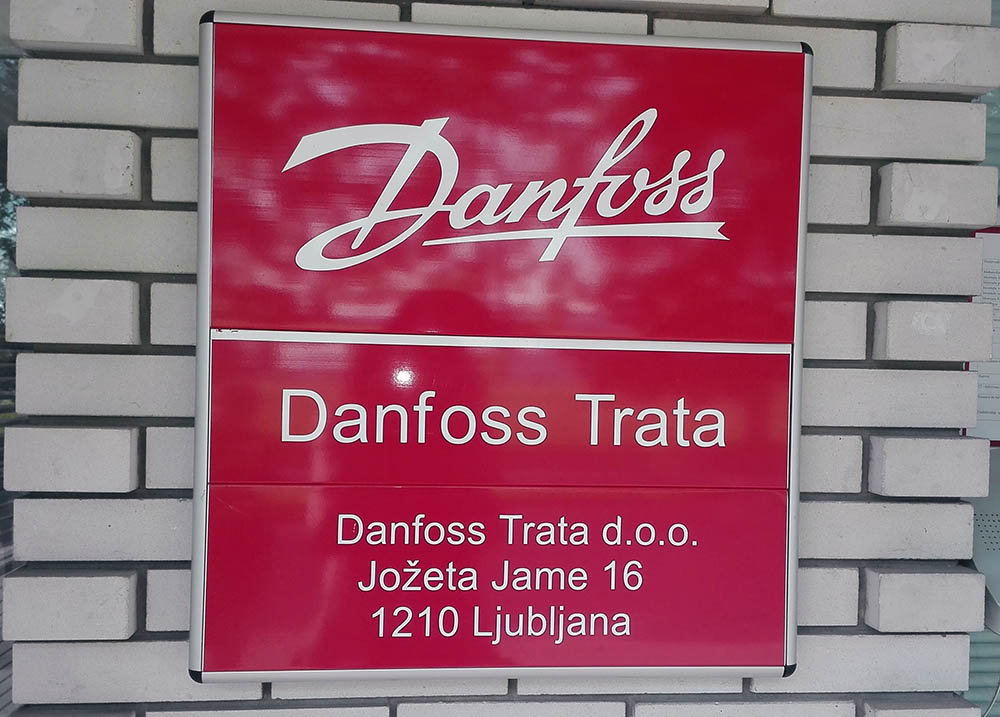 Danfoss
Danfoss Trata
Danfoss Trata d.o.o.
Jožeta Jame 16
1210 Ljubljana